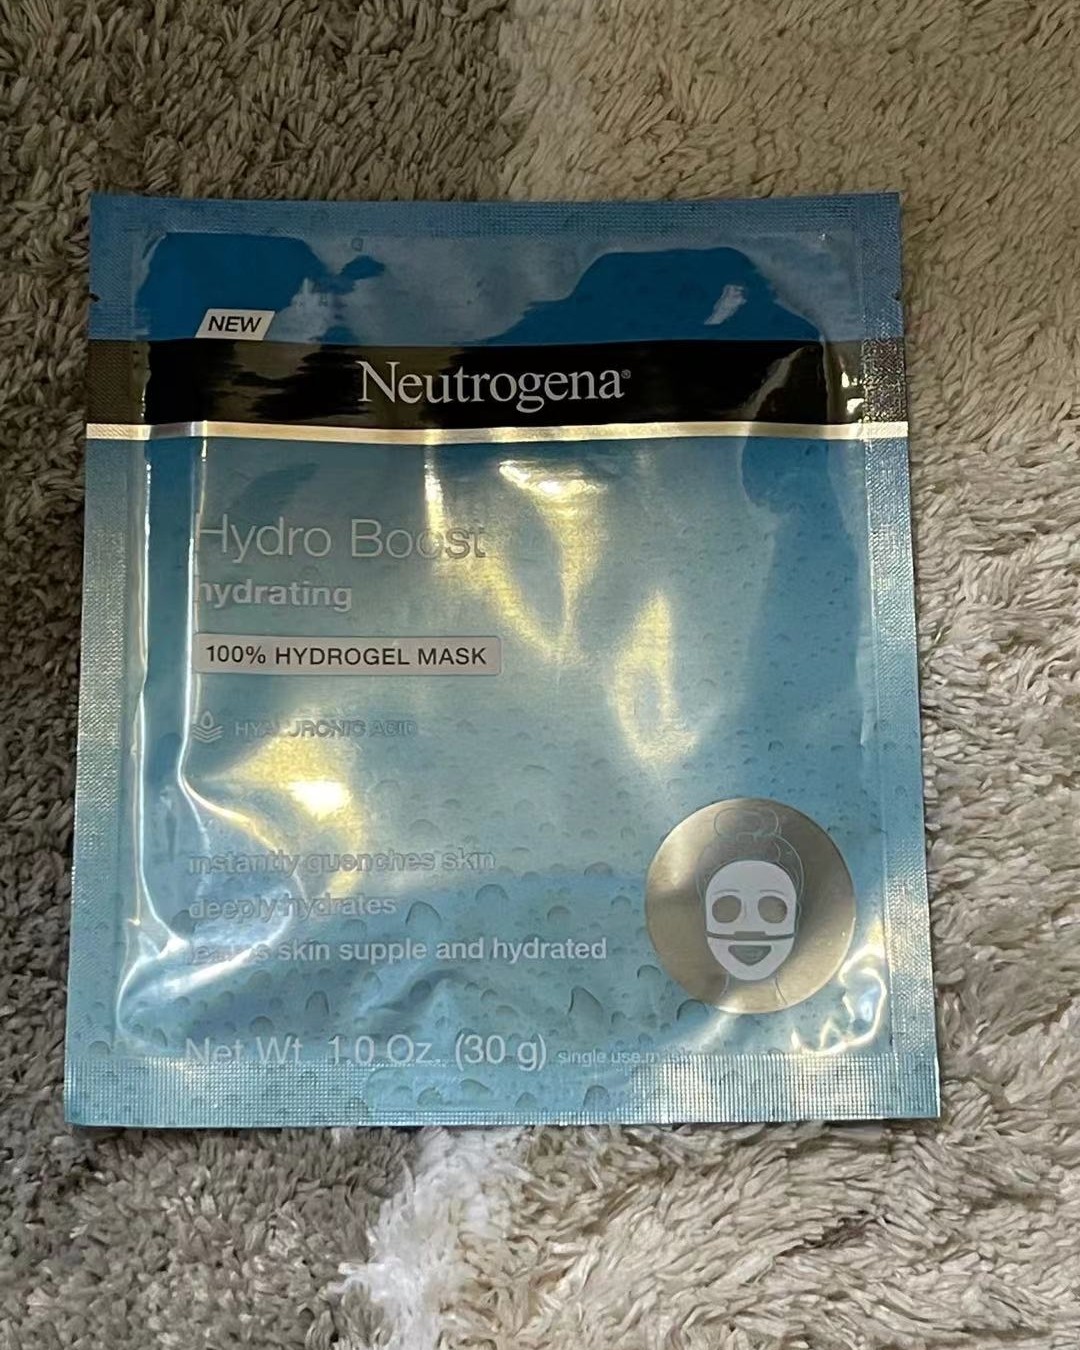 NEW
Neutrogena®
Hydro Boost
hydrating
100% HYDROGEL MASK
HYALURONIC ACID
instantly quenches skin
deeply hydrates
skin supple and hydrated
Net Wt. 1.0 Oz. (30 g) single use mask